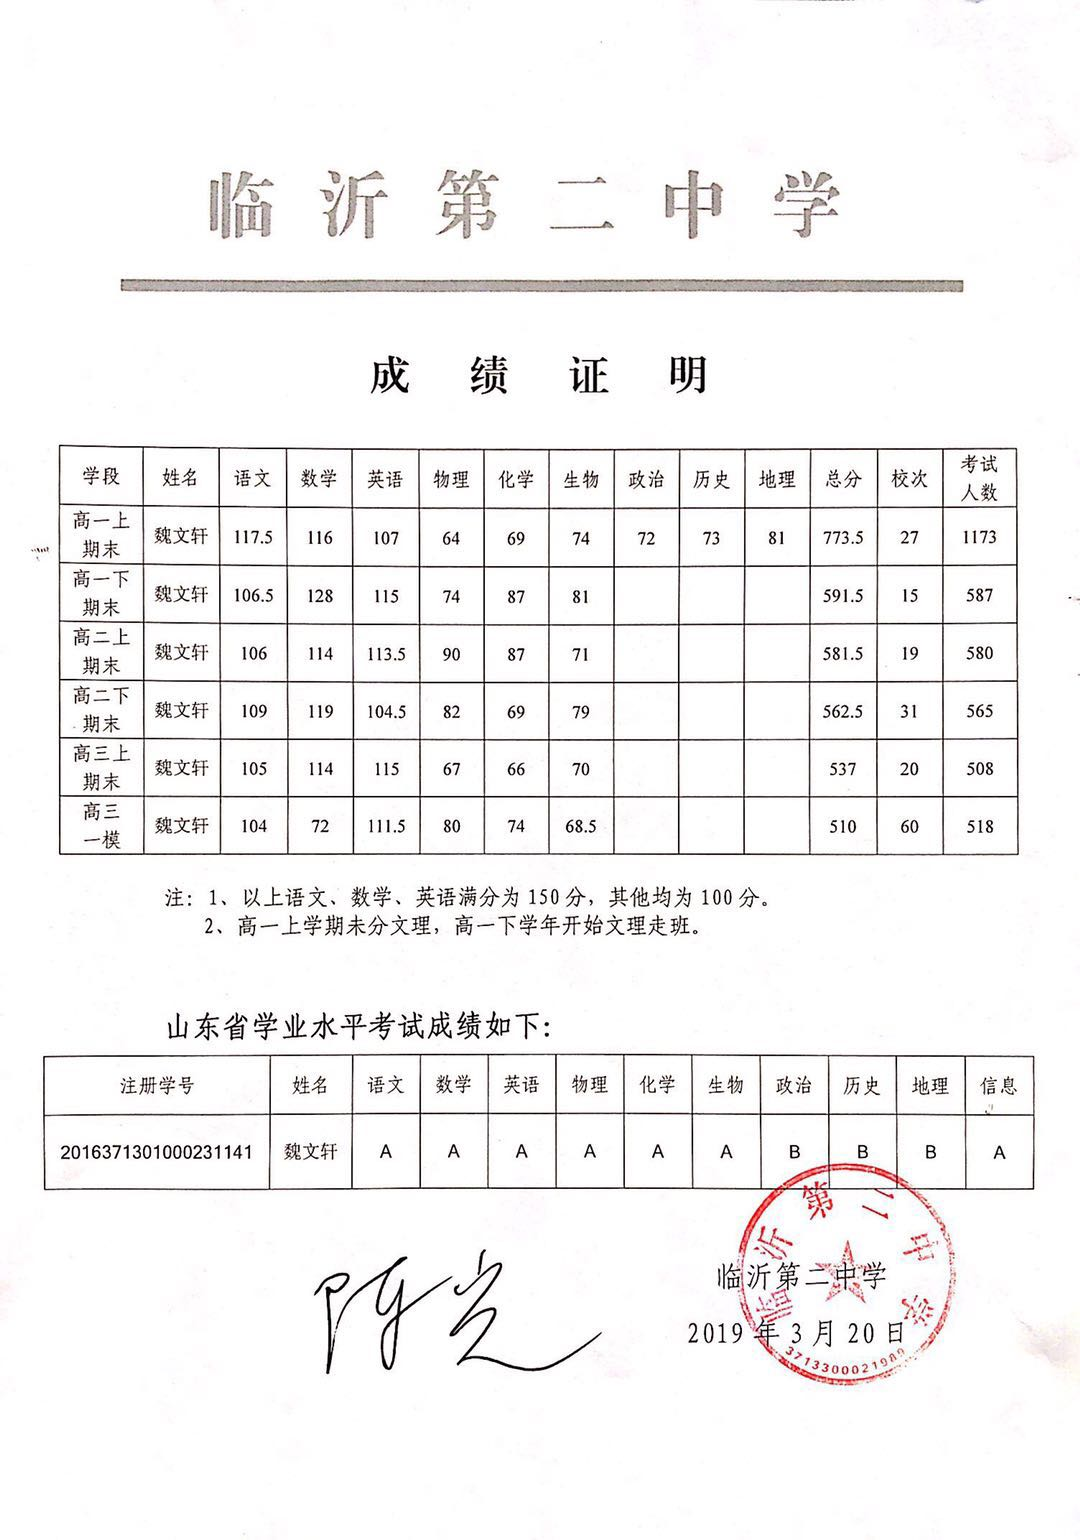 临沂第二中学
成绩证明
学段 姓名 语文 数学 英语 物理 化学 生物 政治 历史 地理 总分 校次 考试人数
高一上期末 魏文轩 117.5 116 107 64 69 74 72 73 81 773.5 27 1173
高一下期末 魏文轩 106.5 128 115 74 87 81 591.5 15 587
高二上期末 魏文轩 106 114 113.5 90 87 71 581.5 19 580
高二下期末 魏文轩 109 119 104.5 82 69 79 562.5 31 565
高三上期末 魏文轩 105 114 115 67 66 70 537 20 508
高三一模 魏文轩 104 72 111.5 80 74 68.5 510 60 518
注：1、以上语文、数学、英语满分为150分，其他均为100分。
2、高一上学期未分文理，高一下学年开始文理走班。
山东省学业水平考试成绩如下：
注册学号 姓名 语文 数学 英语 物理 化学 生物 政治 历史 地理 信息
2016371301000231141 魏文轩 A A A A A A B B B A
临沂第二中学
临沂第二中学
2019年3月20日
3713300021989